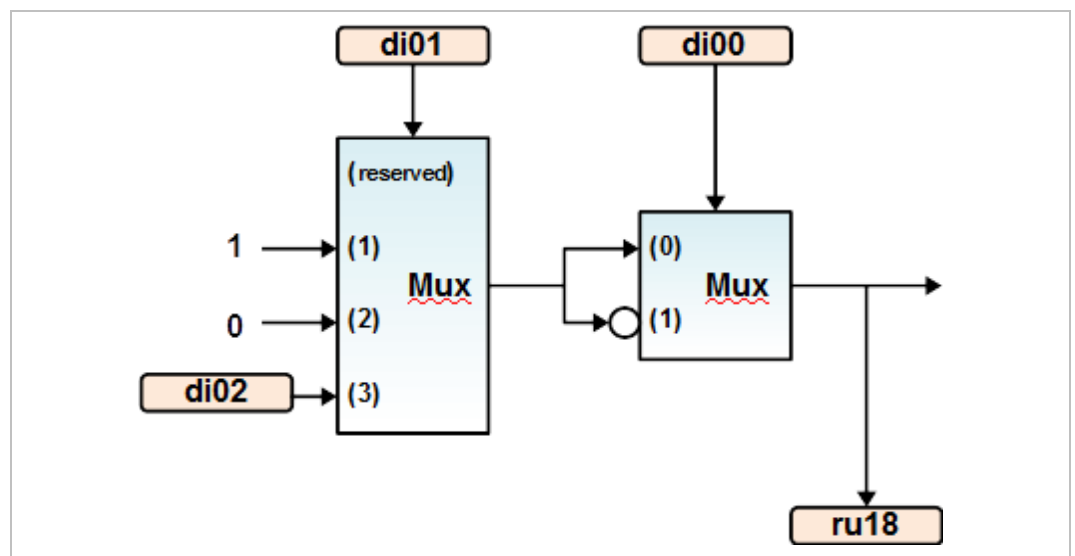 di01
di00
(reserved)
1
(1)
(0)
Mux
Mux
0
(2)
(1)
di02
(3)
ru18